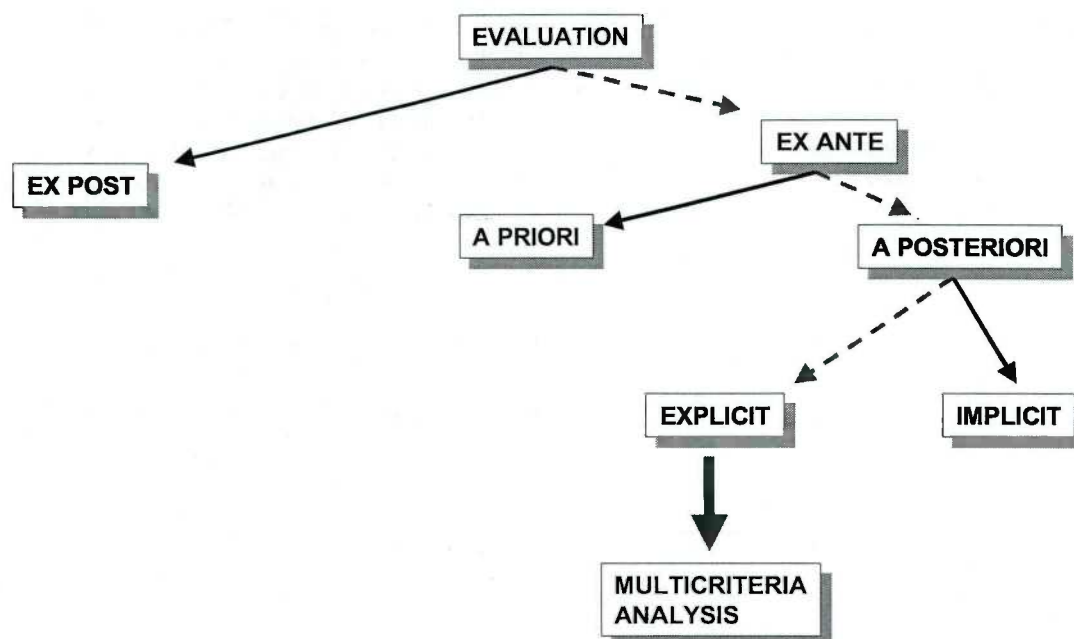 EVALUATION
EX ANTE
EX POST
A PRIORI
A POSTERIORI
EXPLICIT
IMPLICIT
MULTICRITERIA
ANALYSIS